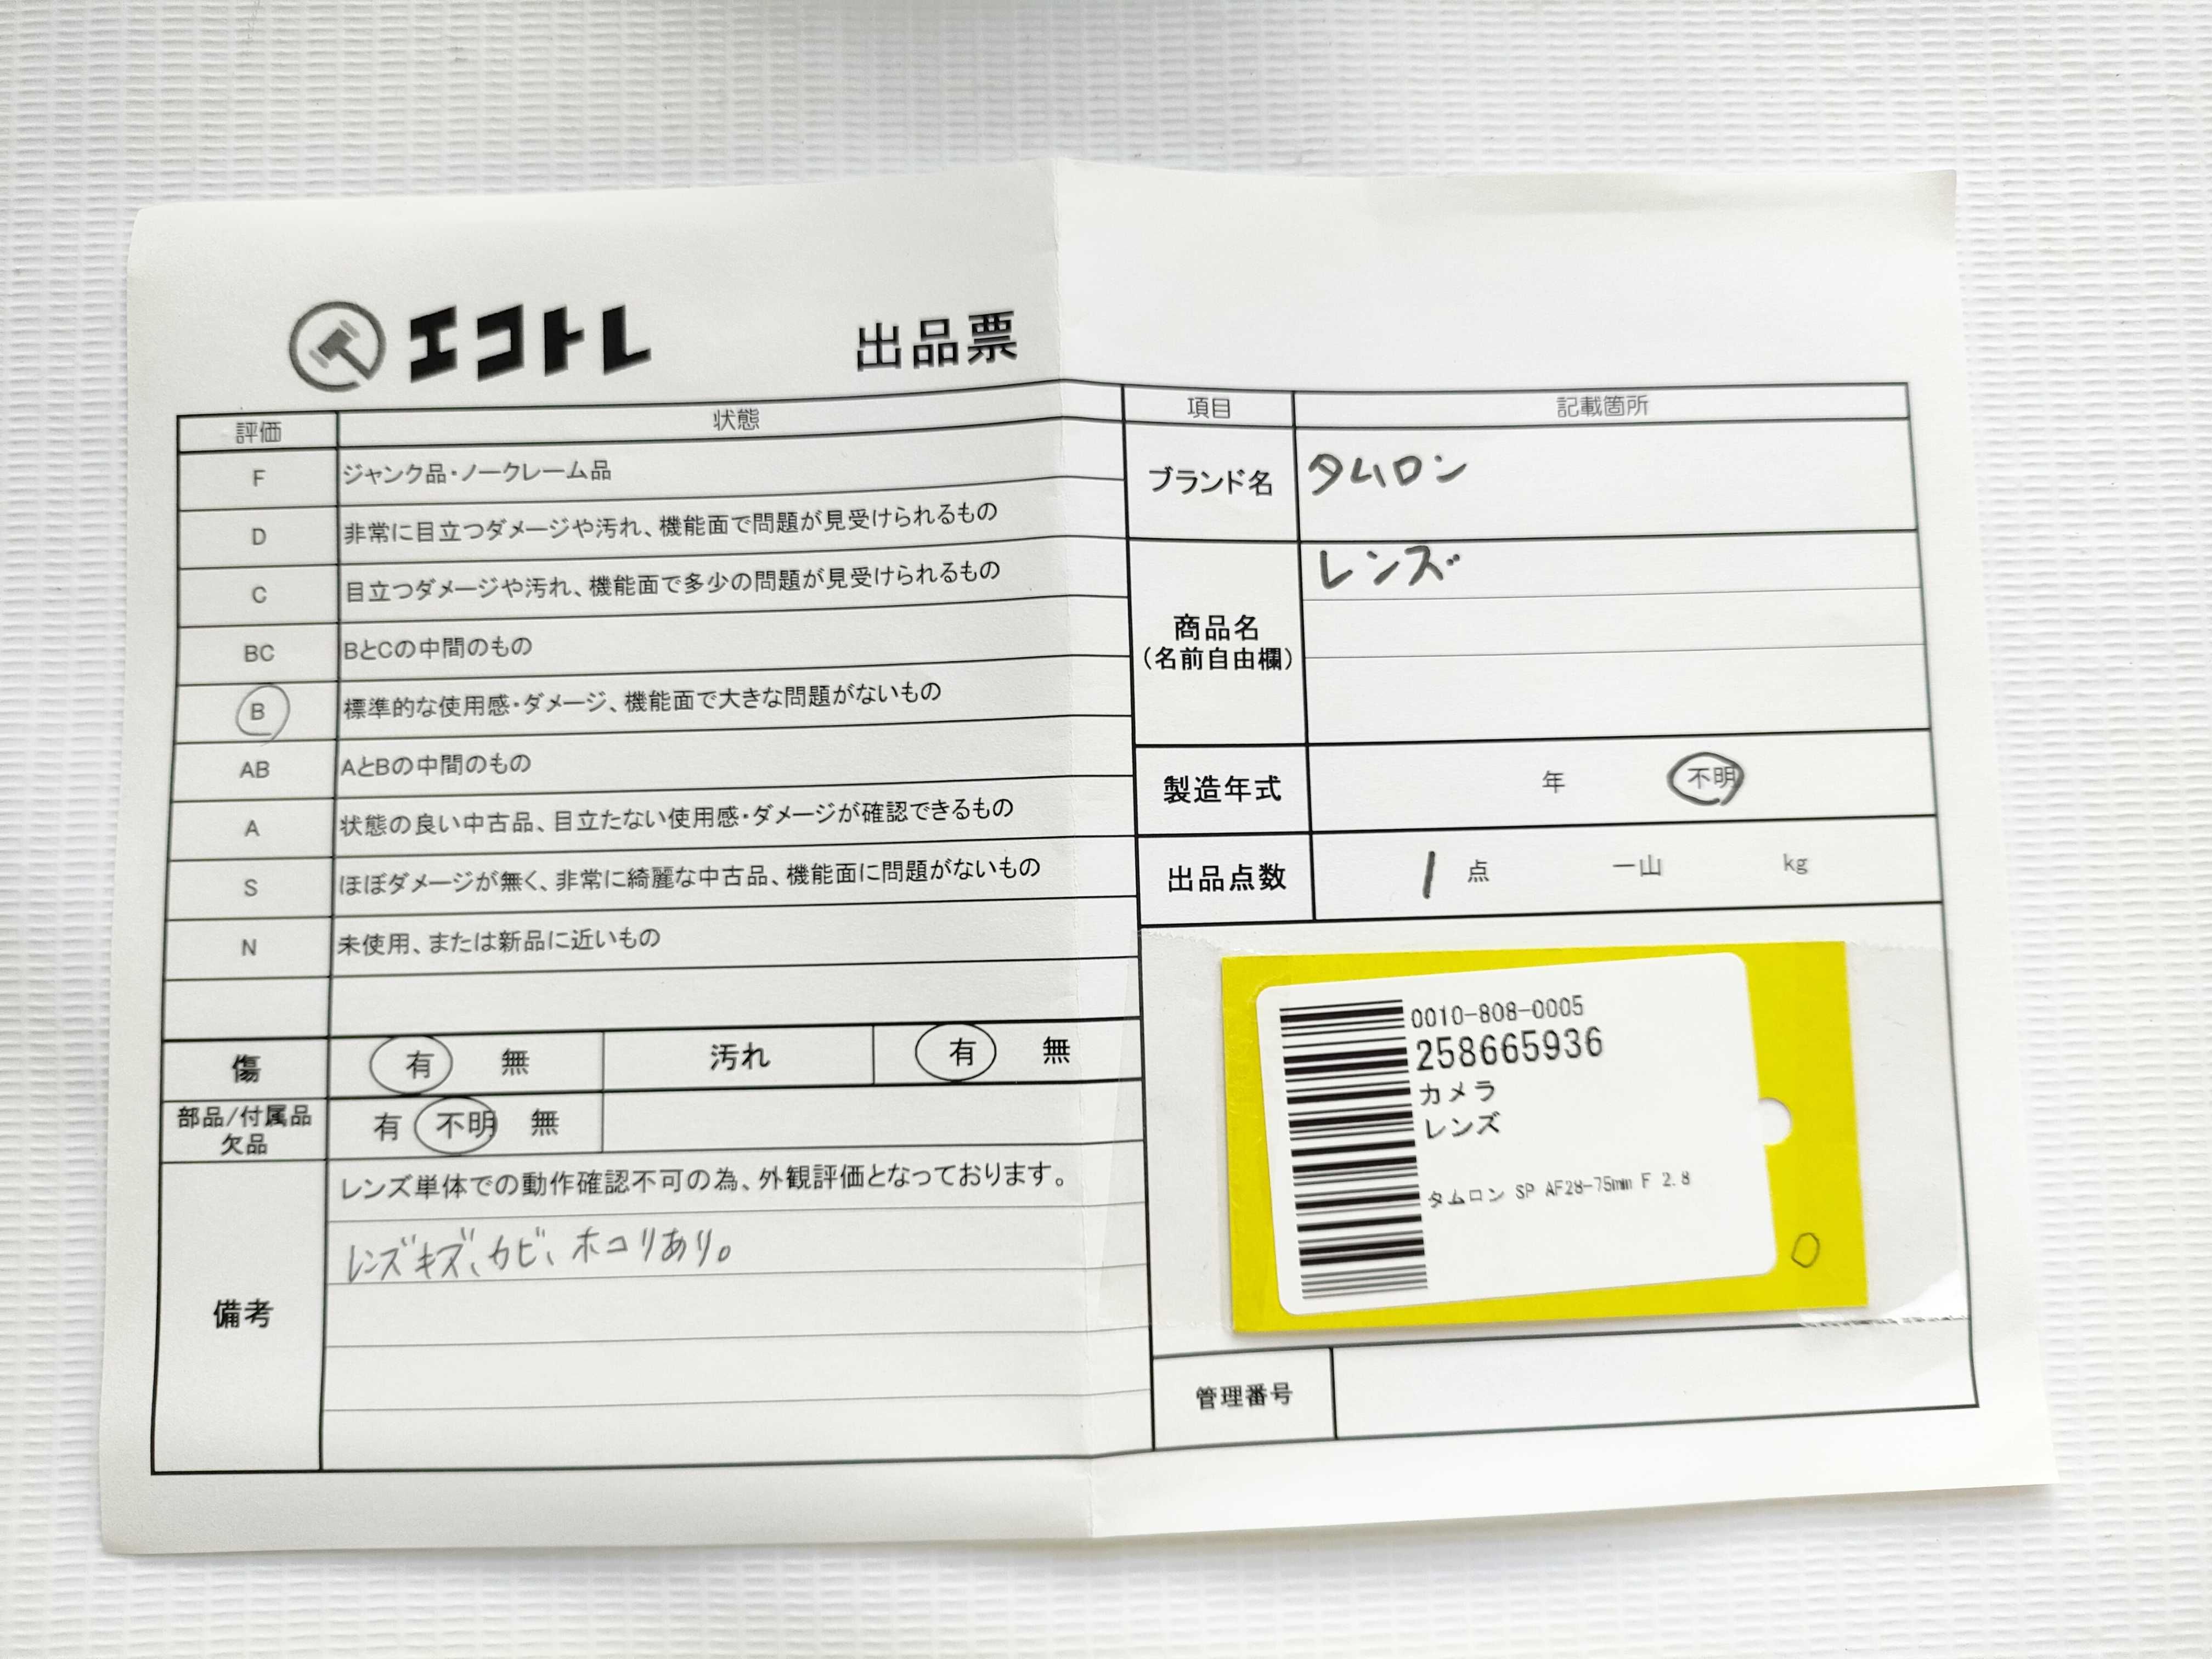 エコトレ 出品票
評価 状態
F ジャンク品・ノークレーム品
D 非常に目立つダメージや汚れ、機能面で問題が見受けられるもの
C 目立つダメージや汚れ、機能面で多少の問題が見受けられるもの
BC BとCの中間のもの
B 標準的な使用感・ダメージ、機能面で大きな問題がないもの
AB AとBの中間のもの
A 状態の良い中古品、目立たない使用感・ダメージが確認できるもの
S ほぼダメージが無く、非常に綺麗な中古品、機能面に問題がないもの
N 未使用、または新品に近いもの
傷 有 無 汚れ 有 無
部品/付属品
欠品
有 不明 無
備考
レンズ単体での動作確認不可の為、外観評価となっております。
レンズキズ、カビ、ホコリあり。
項目 記載箇所
ブランド名 タムロン
商品名
(名前自由欄)
レンズ
製造年式 年 不明
出品点数 1 点 一山 kg
0010-808-0005
258665936
カメラ
レンズ
タムロン SP AF28-75mm F 2.8
管理番号